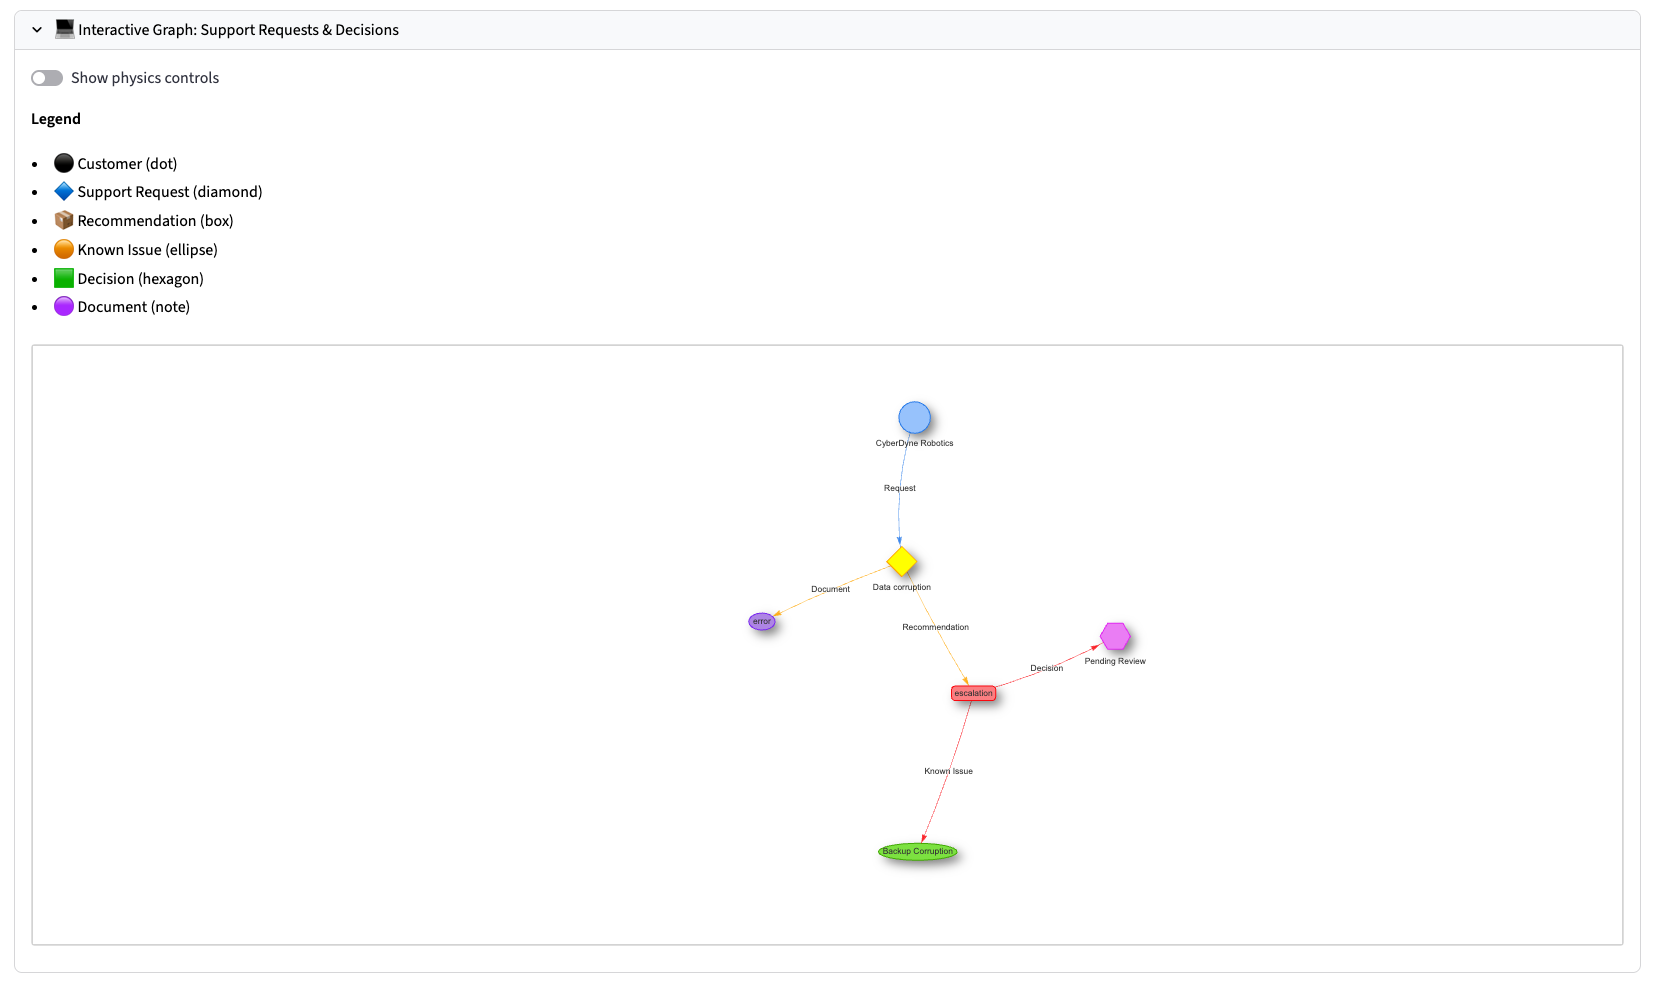 Interactive Graph: Support Requests & Decisions
Show physics controls
Legend
Customer (dot)
Support Request (diamond)
Recommendation (box)
Known Issue (ellipse)
Decision (hexagon)
Document (note)
CyberDyne Robotics
Request
Data corruption
Document
error
Recommendation
Pending Review
Decision
escalation
Known Issue
Backup Corruption